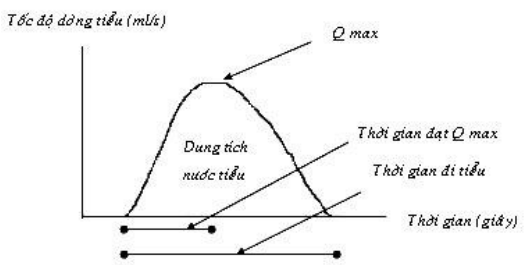 Tốc độ dòng tiểu (ml/s)
Q max
Dung tích
nước tiểu
Thời gian đạt Q max
Thời gian đi tiểu
Thời gian (giây)